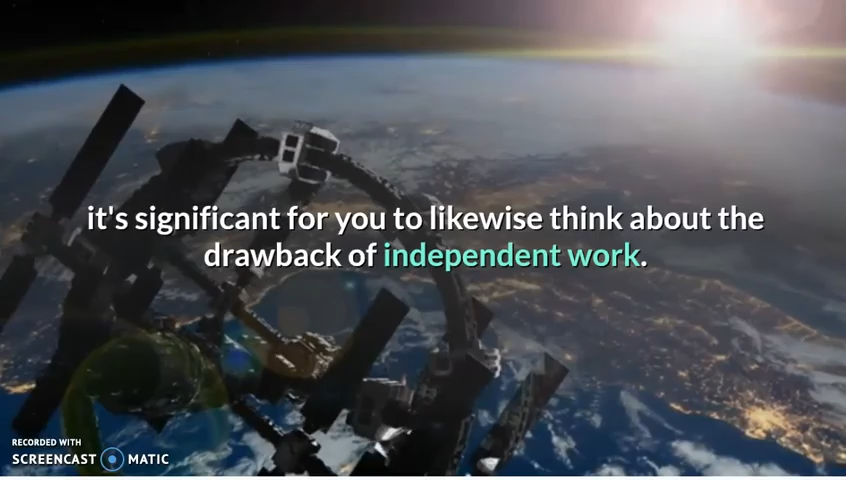 it's significant for you to likewise think about the
drawback of independent work.
RECORDED WITH
SCREENCAST MATIC